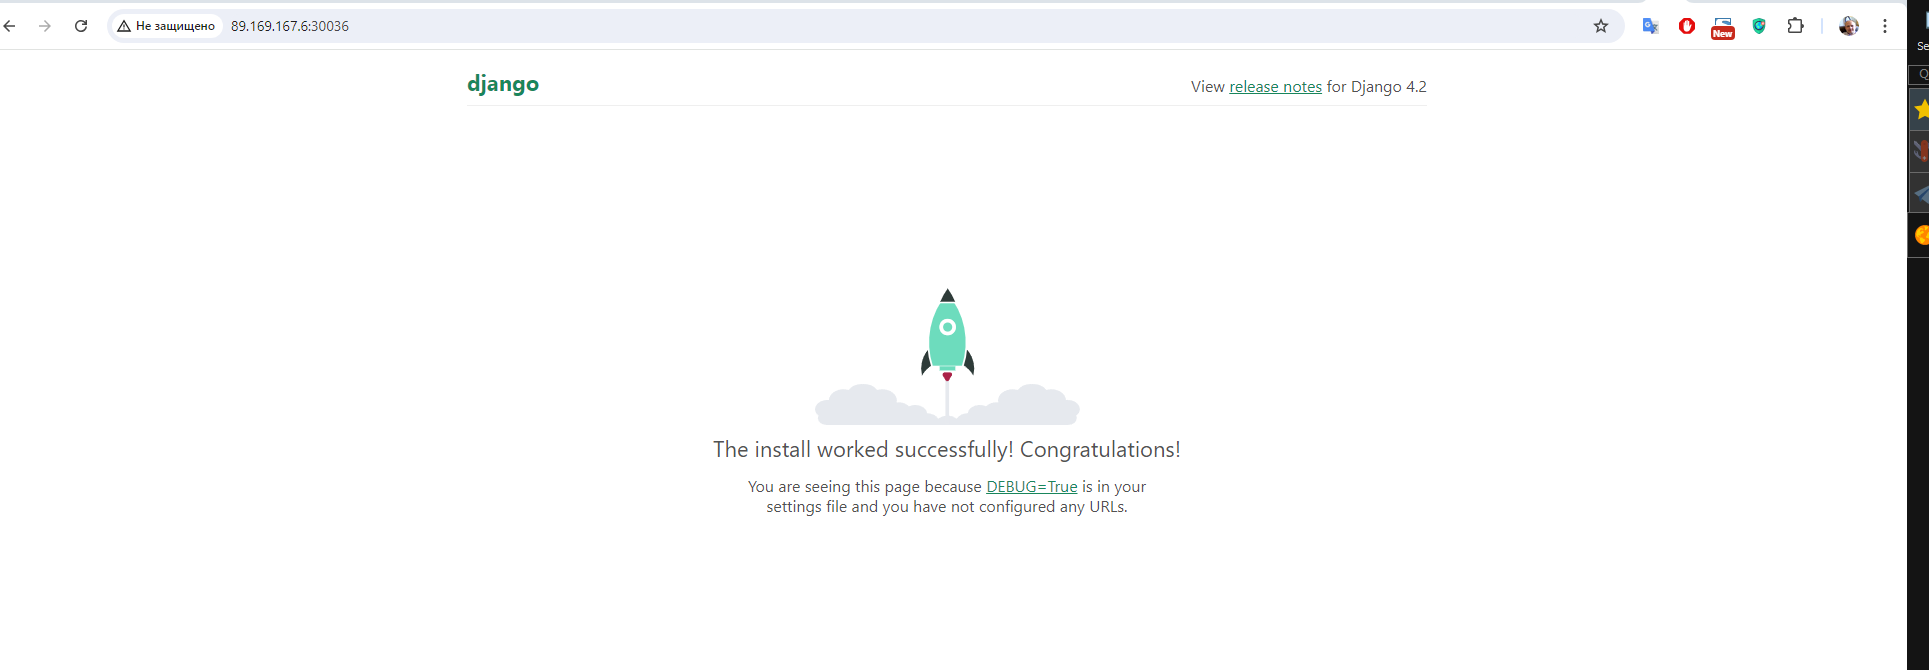 Не защищено 89.169.167.6:30036
New
Se
django
View release notes for Django 4.2
The install worked successfully! Congratulations!
You are seeing this page because DEBUG=True is in your
settings file and you have not configured any URLs.